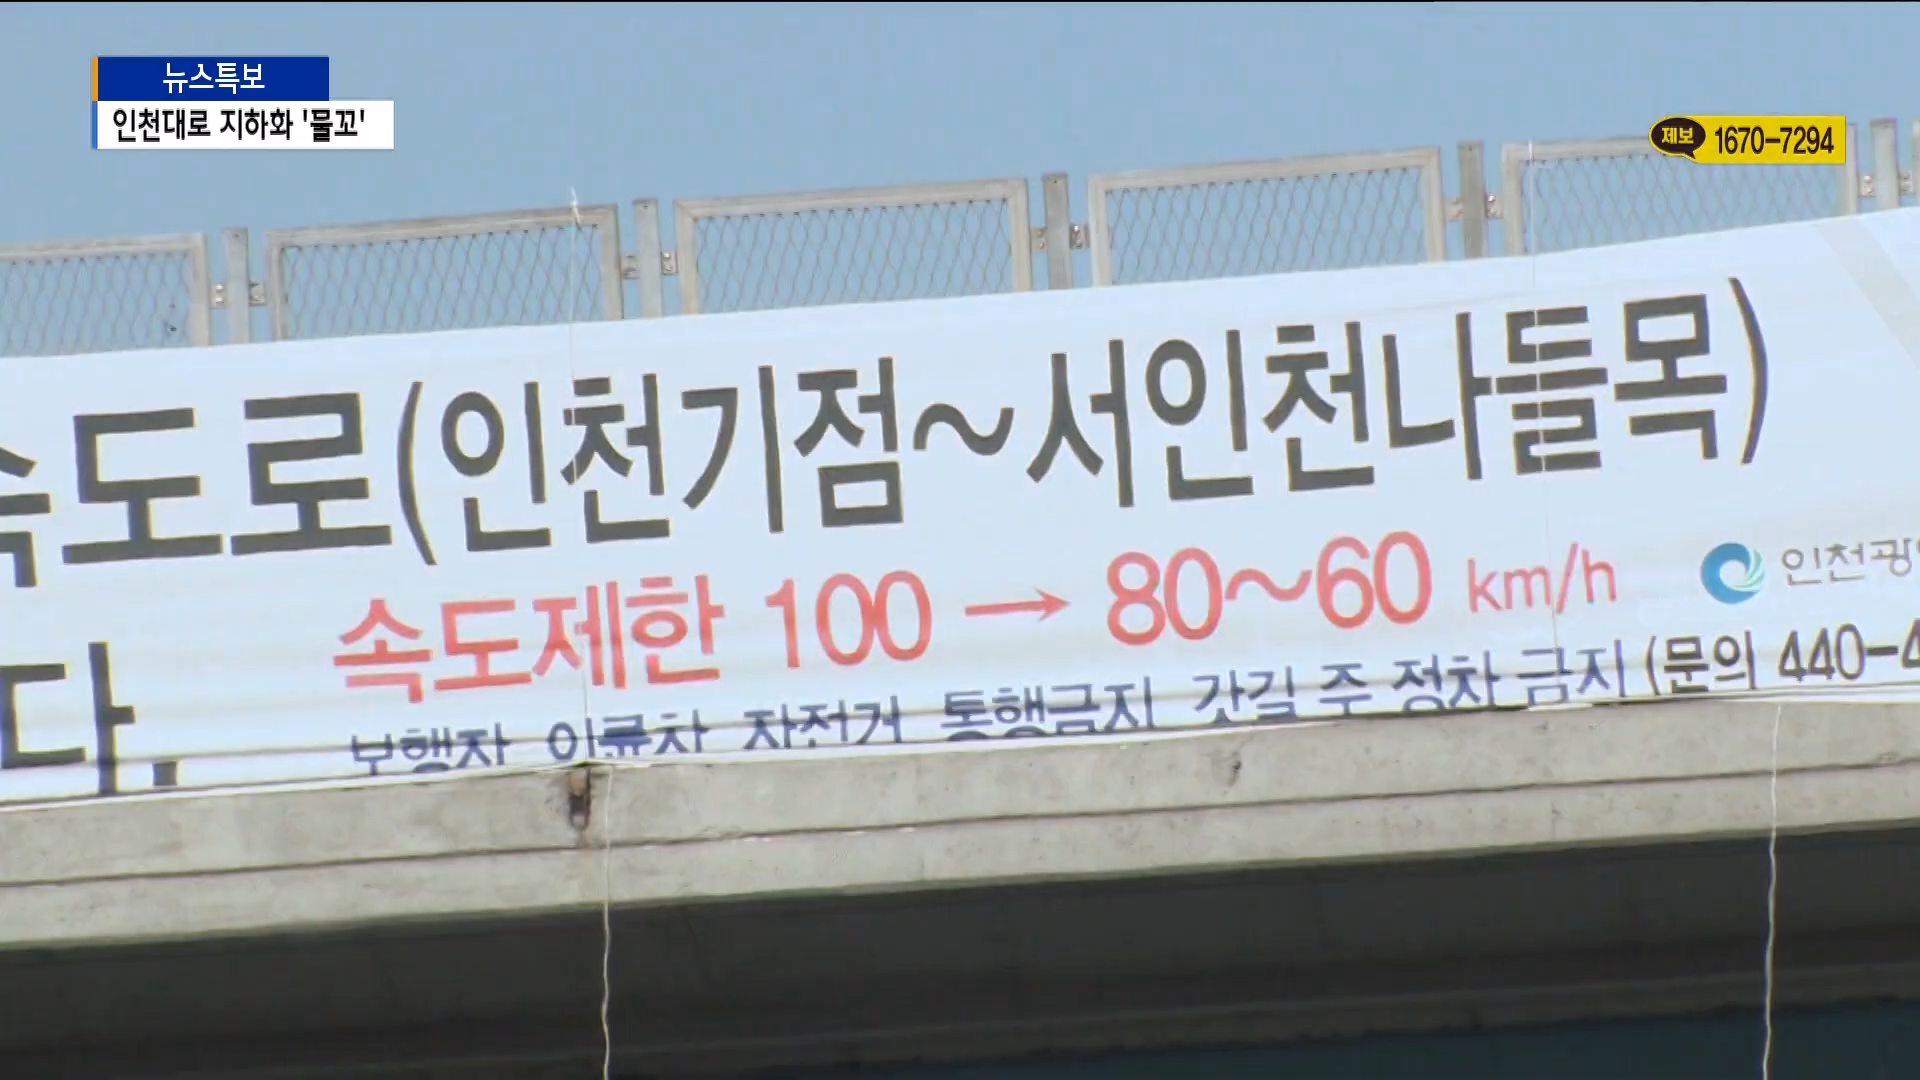 뉴스특보
인천대로 지하화 '물꼬'
제보 1670-7294
속도로(인천기점~서인천나들목)
속도제한 100 → 80~60 km/h
인천광
다.
보행자 이륜차 자전거 통행금지 갓길 주 정차 금지 (문의 440-4